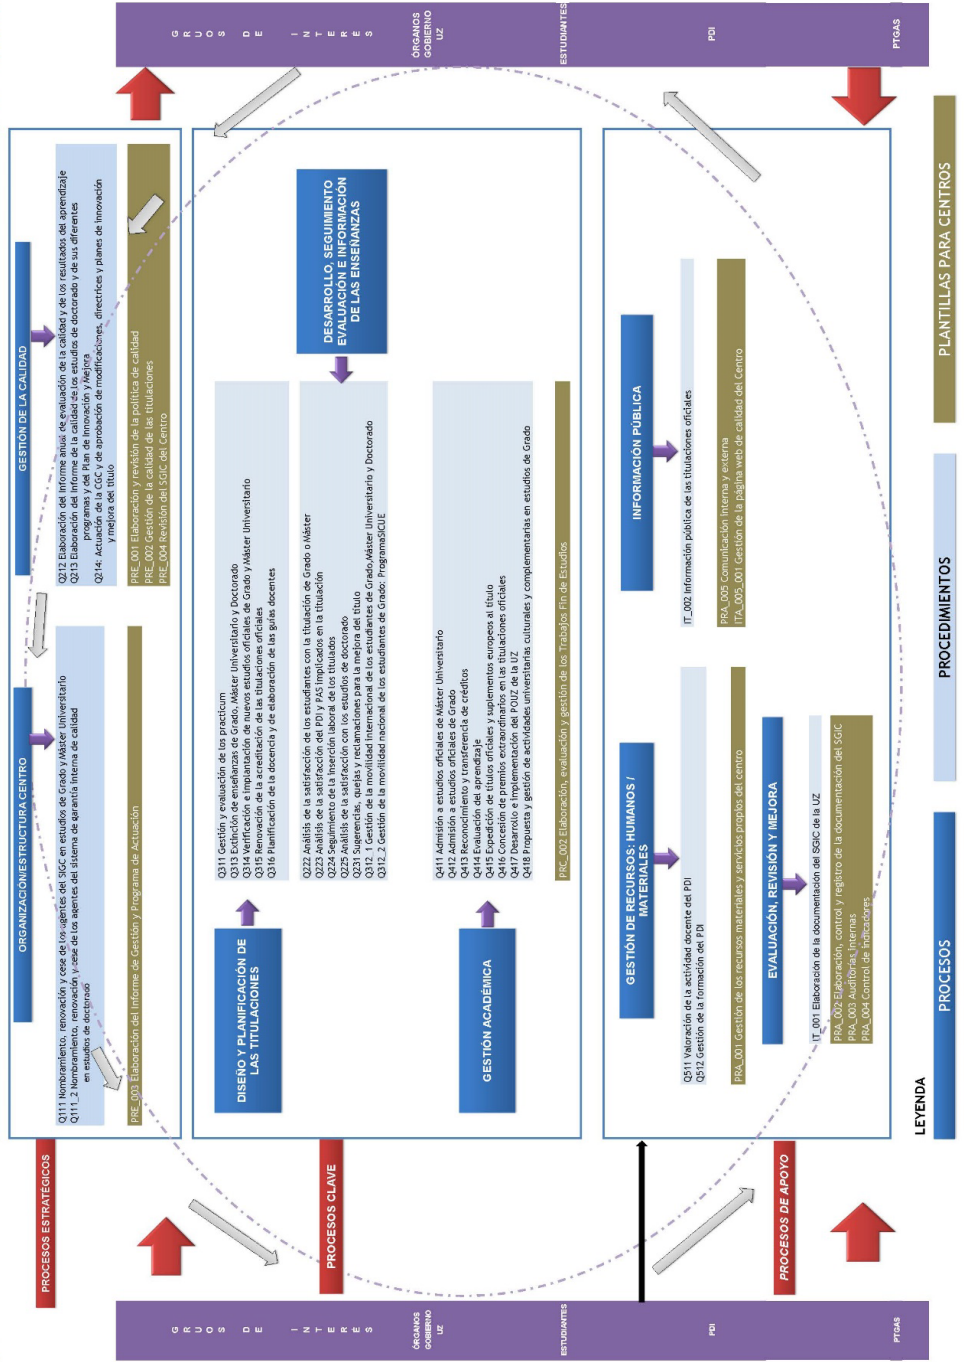 PROCESOS ESTRATÉGICOS
ORGANIZACIÓN/ESTRUCTURA CENTRO
Q111 Nombramiento, renovación y cese de los agentes del SIGC en estudios de Grado y Máster Universitario
Q111_2 Nombramiento, renovación y cese de los agentes del sistema de garantía interna de calidad
en estudios de doctorado
PRE_003 Elaboración del Informe de Gestión y Programa de Actuación
GESTIÓN DE LA CALIDAD
Q212 Elaboración del Informe anual de evaluación de la calidad y de los resultados del aprendizaje
Q213 Elaboración del Informe de la calidad de los estudios de doctorado y de sus diferentes
programas y del Plan de Innovación y Mejora
Q214: Actuación de la CGC y de aprobación de modificaciones, directrices y planes de innovación
y mejora del título
PRE_001 Elaboración y revisión de la política de calidad
PRE_002 Gestión de la calidad de las titulaciones
PRE_004 Revisión del SGIC del Centro
GRUOS
DE
INTERÉS
ÓRGANOS
GOBIERNO
UZ
ESTUDIANTES
PDI
PTGAS
PROCESOS CLAVE
DISEÑO Y PLANIFICACIÓN DE
LAS TITULACIONES
Q311 Gestión y evaluación de los practicum
Q313 Extinción de enseñanzas de Grado, Máster Universitario y Doctorado
Q314 Verificación e implantación de nuevos estudios oficiales de Grado y Máster Universitario
Q315 Renovación de la acreditación de las titulaciones oficiales
Q316 Planificación de la docencia y de elaboración de las guías docentes
Q222 Análisis de la satisfacción de los estudiantes con la titulación de Grado o Máster
Q223 Análisis de la satisfacción del PDI y PAS implicados en la titulación
Q224 Seguimiento de la inserción laboral de los titulados
Q225 Análisis de la satisfacción con los estudios de doctorado
Q231 Sugerencias, quejas y reclamaciones para la mejora del título
Q312_1 Gestión de la movilidad internacional de los estudiantes de Grado,Máster Universitario y Doctorado
Q312_2 Gestión de la movilidad nacional de los estudiantes de Grado: ProgramaSICUE
DESARROLLO, SEGUIMIENTO
EVALUACIÓN E INFORMACIÓN
DE LAS ENSEÑANZAS
GESTIÓN ACADÉMICA
Q411 Admisión a estudios oficiales de Máster Universitario
Q412 Admisión a estudios oficiales de Grado
Q413 Reconocimiento y transferencia de créditos
Q414 Evaluación del aprendizaje
Q415 Expedición de títulos oficiales y suplementos europeos al título
Q416 Concesión de premios extraordinarios en las titulaciones oficiales
Q417 Desarrollo e implementación del POUZ de la UZ
Q418 Propuesta y gestión de actividades universitarias culturales y complementarias en estudios de Grado
PRC_002 Elaboración, evaluación y gestión de los Trabajos Fin de Estudios
PROCESOS DE APOYO
GESTIÓN DE RECURSOS: HUMANOS /
MATERIALES
Q511 Valoración de la actividad docente del PDI
Q512 Gestión de la formación del PDI
PRA_001 Gestión de los recursos materiales y servicios propios del centro
INFORMACIÓN PÚBLICA
IT_002 Información pública de las titulaciones oficiales
PRA_005 Comunicación interna y externa
ITA_005_001 Gestión de la página web de calidad del Centro
EVALUACIÓN, REVISIÓN Y MEJORA
IT_001 Elaboración de la documentación del SGIC de la UZ
PRA_002 Elaboración, control y registro de la documentación del SGIC
PRA_003 Auditorías Internas
PRA_004 Control de Indicadores
GRUOS
DE
INTERÉS
ÓRGANOS
GOBIERNO
UZ
ESTUDIANTES
PDI
PTGAS
LEYENDA
PROCESOS
PROCEDIMIENTOS
PLANTILLAS PARA CENTROS